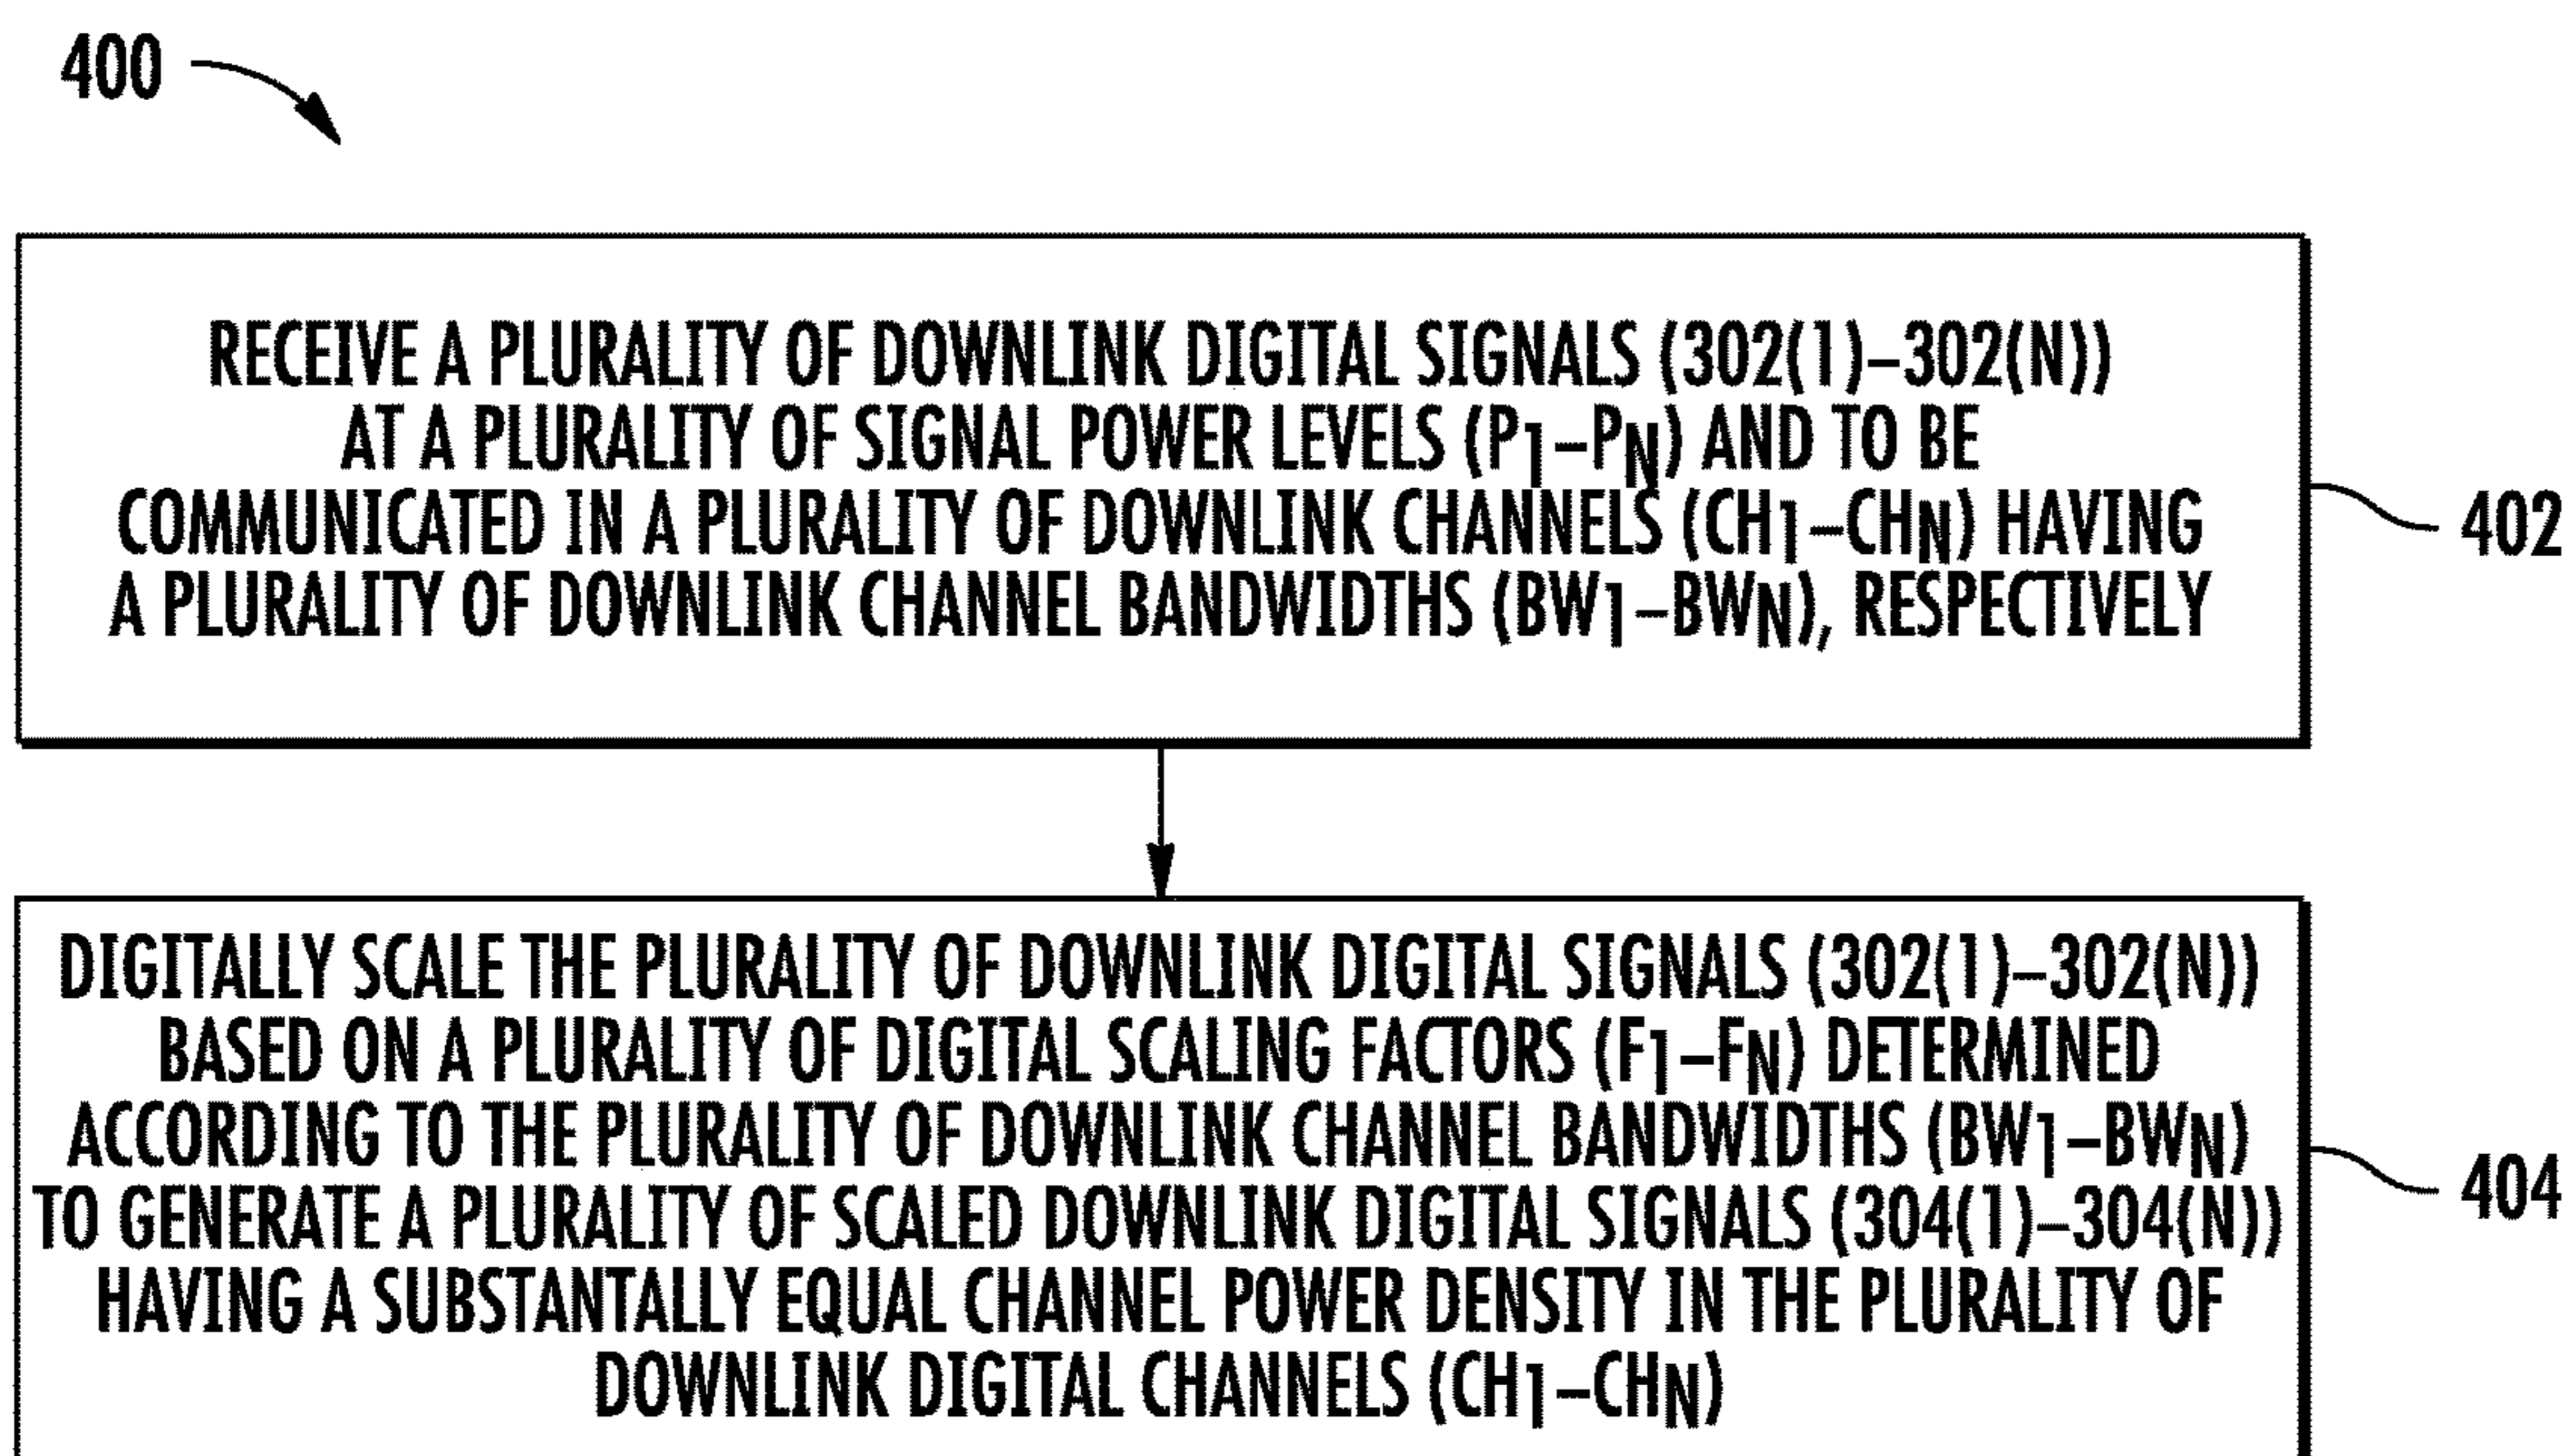 400
RECEIVE A PLURALITY OF DOWNLINK DIGITAL SIGNALS (302(1)–302(N))
AT A PLURALITY OF SIGNAL POWER LEVELS (P1–PN) AND TO BE
COMMUNICATED IN A PLURALITY OF DOWNLINK CHANNELS (CH1–CHN) HAVING
A PLURALITY OF DOWNLINK CHANNEL BANDWIDTHS (BW1–BWN), RESPECTIVELY
402
DIGITALLY SCALE THE PLURALITY OF DOWNLINK DIGITAL SIGNALS (302(1)–302(N))
BASED ON A PLURALITY OF DIGITAL SCALING FACTORS (F1–FN) DETERMINED
ACCORDING TO THE PLURALITY OF DOWNLINK CHANNEL BANDWIDTHS (BW1–BWN)
TO GENERATE A PLURALITY OF SCALED DOWNLINK DIGITAL SIGNALS (304(1)–304(N))
HAVING A SUBSTANTALLY EQUAL CHANNEL POWER DENSITY IN THE PLURALITY OF
DOWNLINK DIGITAL CHANNELS (CH1–CHN)
404